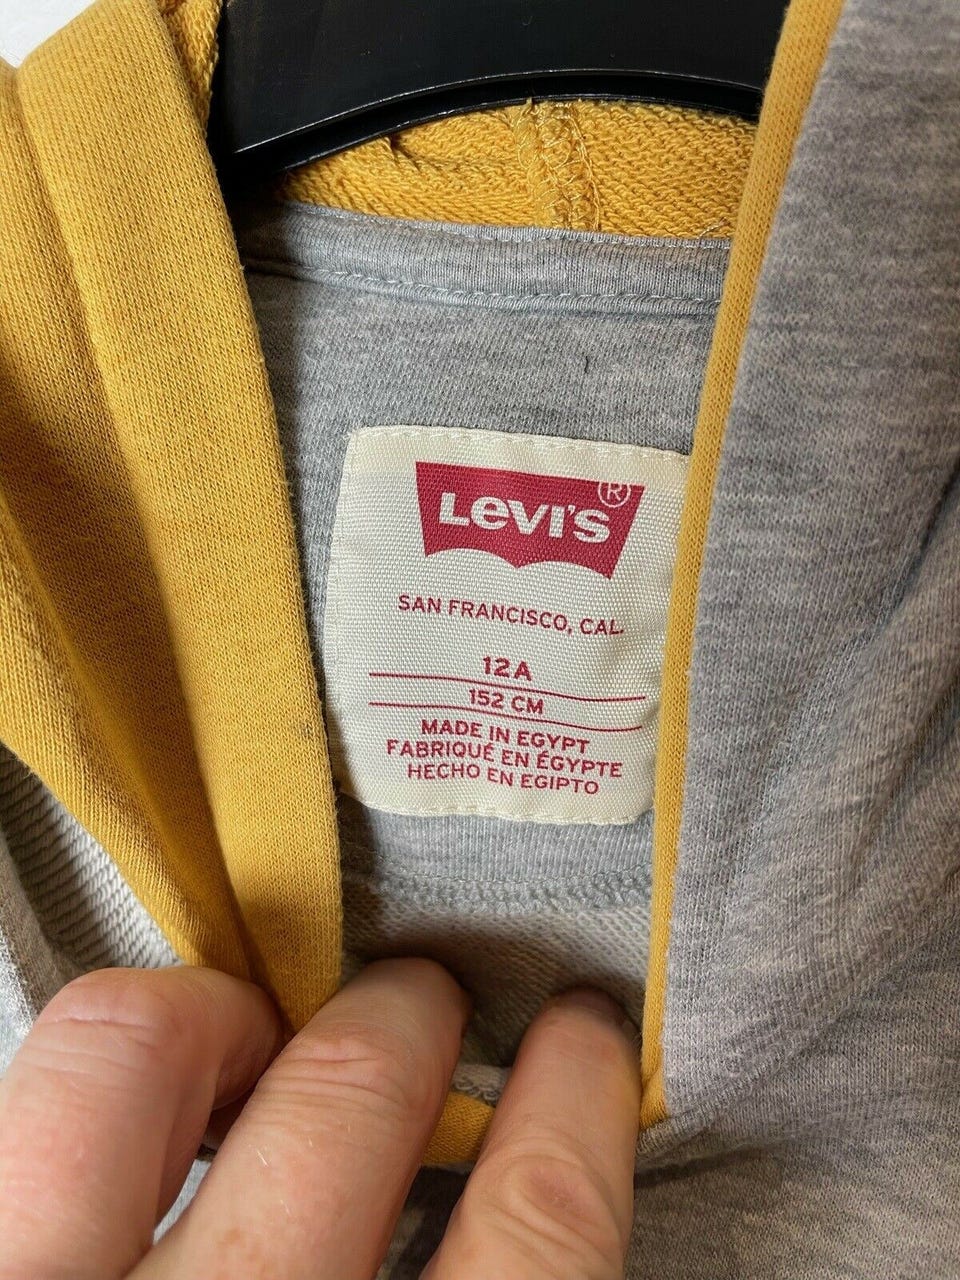 LEVI'S®
SAN FRANCISCO, CAL.
12A
152 CM
MADE IN EGYPT
FABRIQUÉ EN ÉGYPTE
HECHO EN EGIPTO